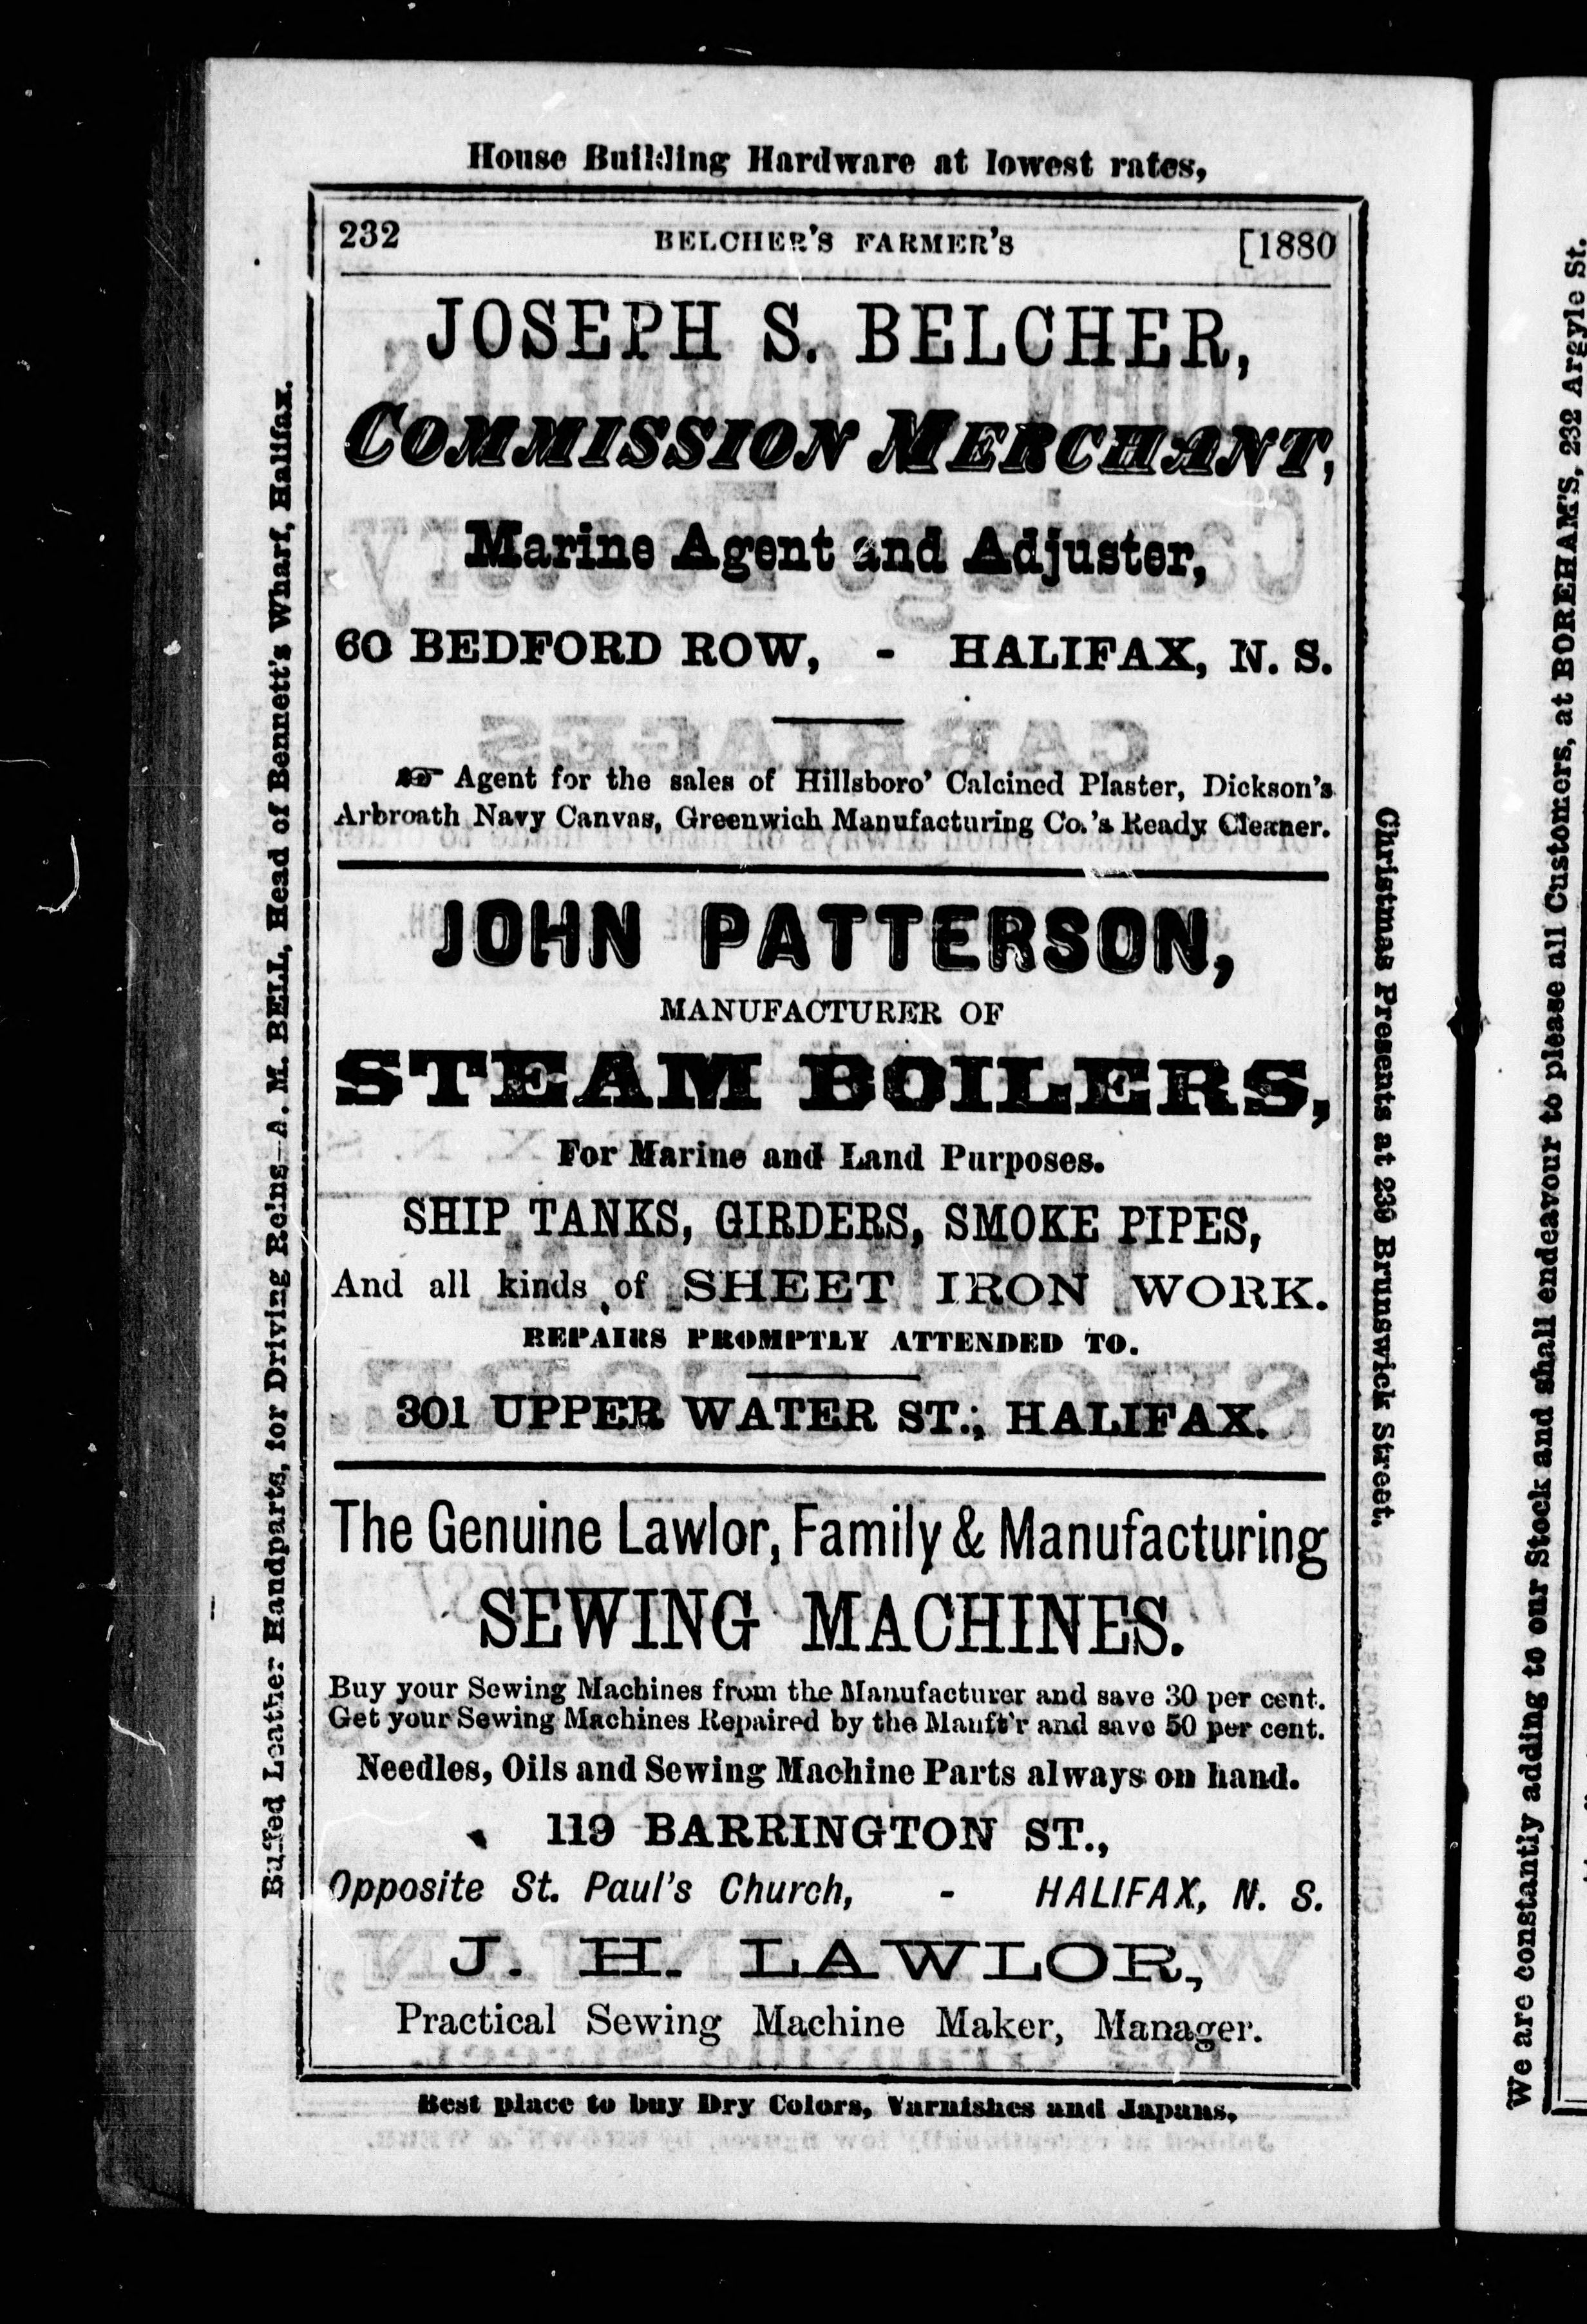 House Building Hardware at lowest rates,
232 BELCHER'S FARMER'S [1880
JOSEPH S. BELCHER,
COMMISSION MERCHANT,
Marine Agent and Adjuster,
60 BEDFORD ROW, - HALIFAX, N. S.
☞ Agent for the sales of Hillsboro' Calcined Plaster, Dickson's
Arbroath Navy Canvas, Greenwich Manufacturing Co.'s Ready Cleaner.
JOHN PATTERSON,
MANUFACTURER OF
STEAM BOILERS,
For Marine and Land Purposes.
SHIP TANKS, GIRDERS, SMOKE PIPES,
And all kinds of SHEET IRON WORK.
REPAIRS PROMPTLY ATTENDED TO.
301 UPPER WATER ST., HALIFAX.
The Genuine Lawlor, Family & Manufacturing
SEWING MACHINES.
Buy your Sewing Machines from the Manufacturer and save 30 per cent.
Get your Sewing Machines Repaired by the Manft'r and save 50 per cent.
Needles, Oils and Sewing Machine Parts always on hand.
119 BARRINGTON ST.,
Opposite St. Paul's Church, - HALIFAX, N. S.
J. H. LAWLOR,
Practical Sewing Machine Maker, Manager.
Best place to buy Dry Colors, Varnishes and Japans,
Buffed Leather Handparts, for Driving Reins—A. M. BELL, Head of Bennett's Wharf, Halifax.
Christmas Presents at 230 Brunswick Street.
We are constantly adding to our Stock and shall endeavour to please all Customers, at BOREHAM'S, 232 Argyle St.